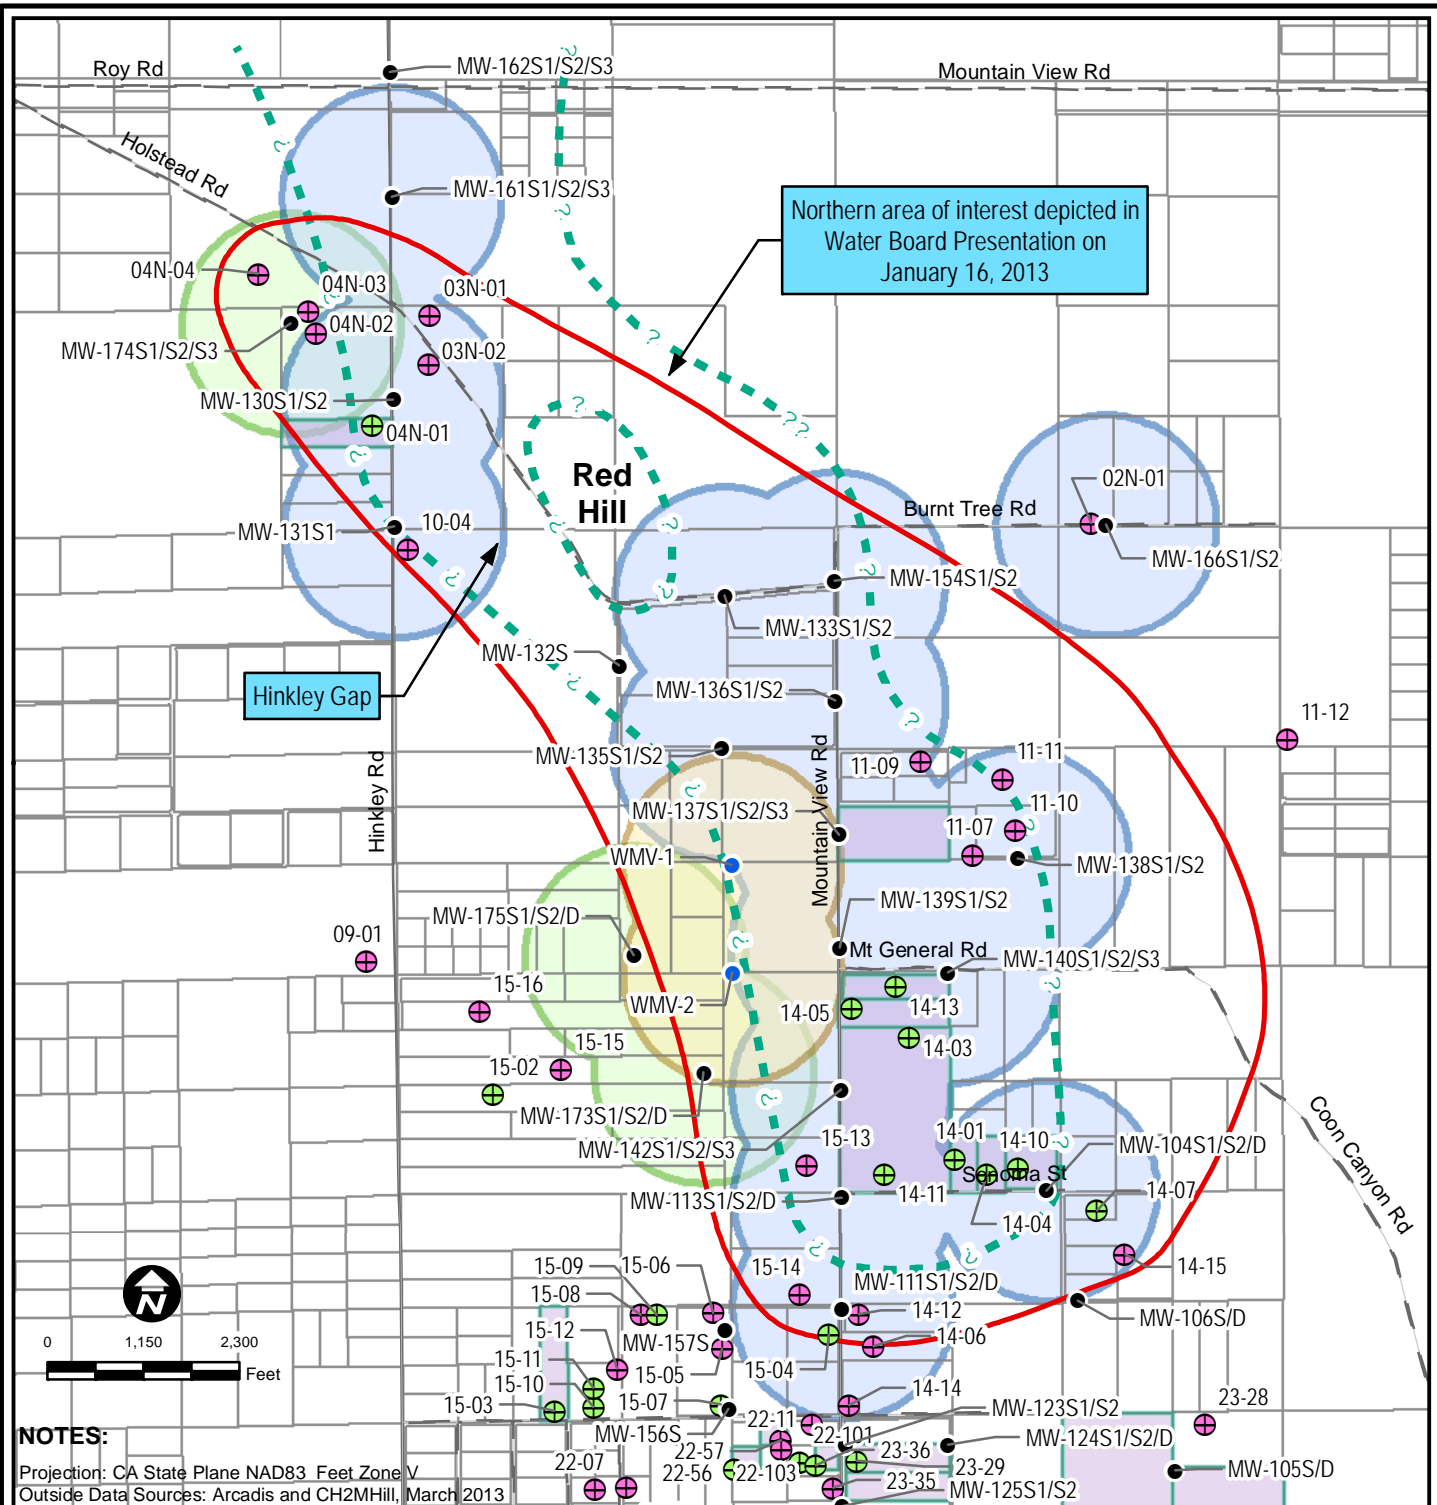 Roy Rd
MW-162S1/S2/S3
Mountain View Rd
Holstead Rd
MW-161S1/S2/S3
Northern area of interest depicted in
Water Board Presentation on
January 16, 2013
04N-04
04N-03
03N-01
04N-02
MW-174S1/S2/S3
03N-02
MW-130S1/S2
04N-01
Red
Hill
02N-01
Burnt Tree Rd
MW-131S1
10-04
MW-166S1/S2
MW-154S1/S2
MW-133S1/S2
MW-132S
Hinkley Gap
MW-136S1/S2
11-12
MW-135S1/S2
Mountain View Rd
11-09
11-11
Hinkley Rd
MW-137S1/S2/S3
11-10
11-07
WMV-1
MW-138S1/S2
MW-139S1/S2
MW-175S1/S2/D
09-01
Mt General Rd
MW-140S1/S2/S3
15-16
WMV-2
14-05
14-13
15-15
14-03
15-02
MW-173S1/S2/D
Coon Canyon Rd
15-13
14-01
14-10
MW-104S1/S2/D
MW-142S1/S2/S3
Sonoma St
MW-113S1/S2/D
14-11
14-07
14-04
15-09
15-06
15-14
14-15
MW-111S1/S2/D
15-08
14-12
MW-106S/D
N
0 1,150 2,300
Feet
15-12
MW-157S
14-06
15-11
15-05
15-04
15-10
15-03
15-07
14-14
23-28
22-11
MW-123S1/S2
NOTES:
MW-156S
22-101
MW-124S1/S2/D
22-57
23-36
22-07
22-56
22-103
23-29
MW-105S/D
23-35
MW-125S1/S2
Projection: CA State Plane NAD83 Feet Zone V
Outside Data Sources: Arcadis and CH2MHill, March 2013